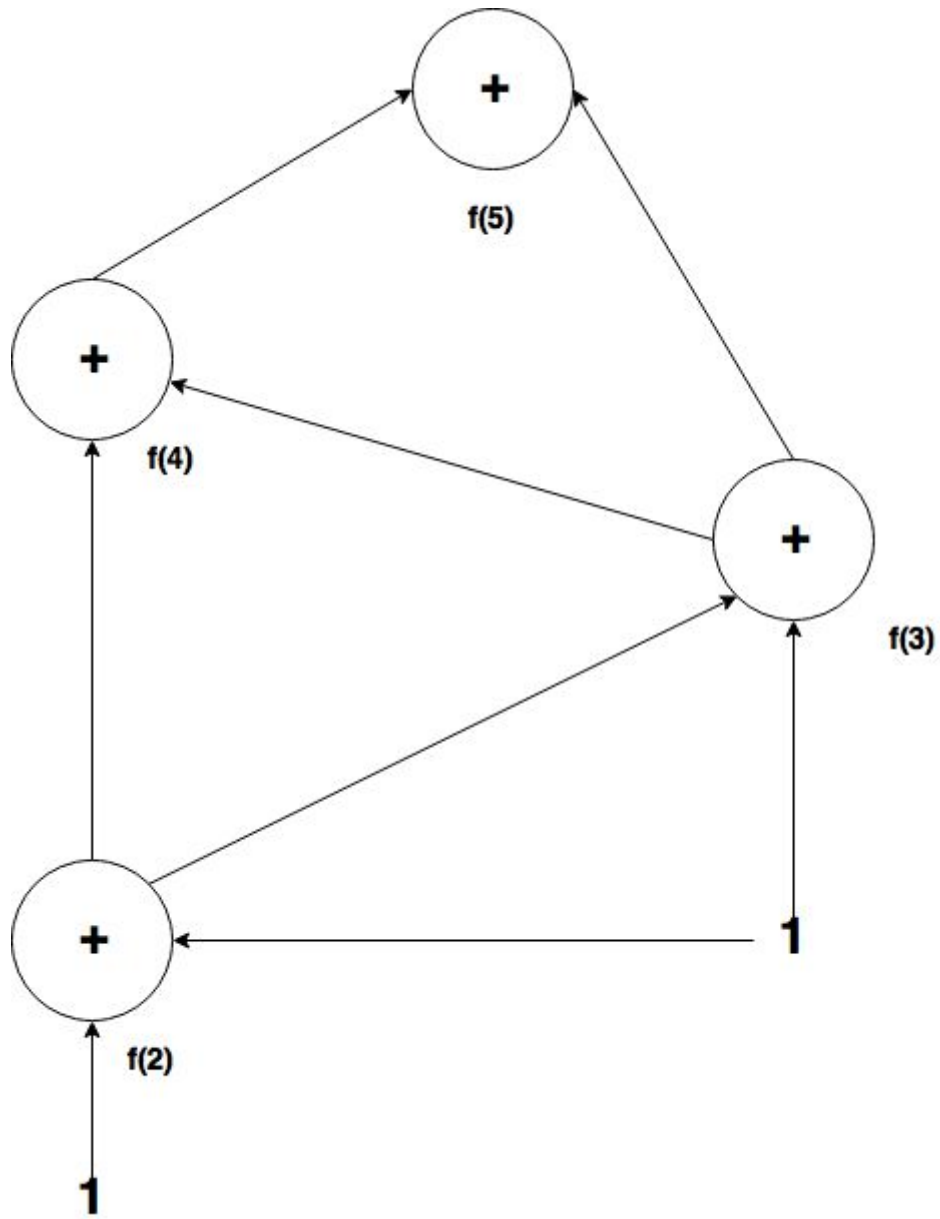 +
f(5)
+
f(4)
+
f(3)
+
1
f(2)
1